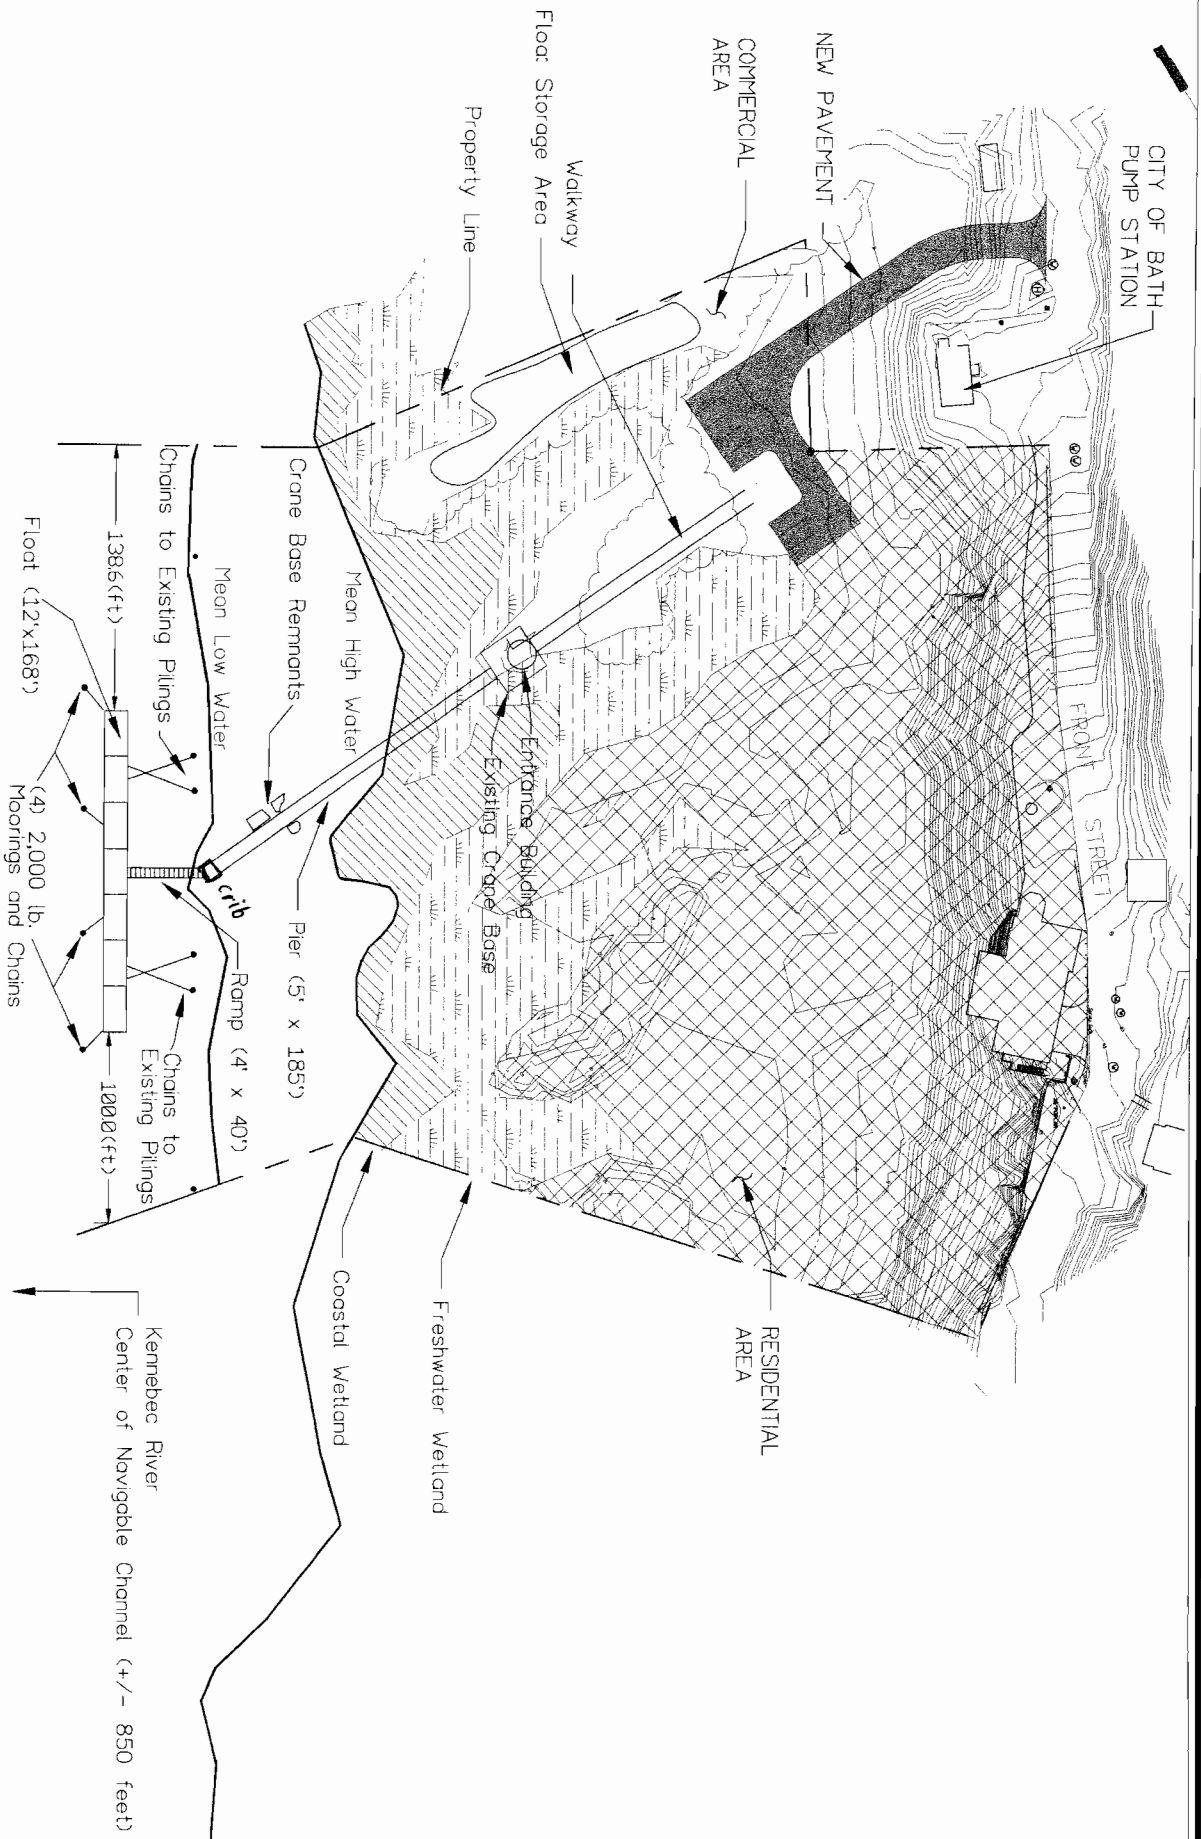 CITY OF BATH
PUMP STATION
NEW PAVEMENT
COMMERCIAL
AREA
Float Storage Area
Walkway
Property Line
FRONT STREET
RESIDENTIAL
AREA
Entrance Building
Existing Crane Base
Freshwater Wetland
Coastal Wetland
Mean High Water
Pier (5' x 185')
Crane Base Remnants
crib
Ramp (4' x 40')
Mean Low Water
Chains to Existing Pilings
Chains to
Existing Pilings
138.6(ft)
100.0(ft)
Float (12'x168')
(4) 2,000 lb.
Moorings and Chains
Kennebec River
Center of Navigable Channel (+/- 850 feet)